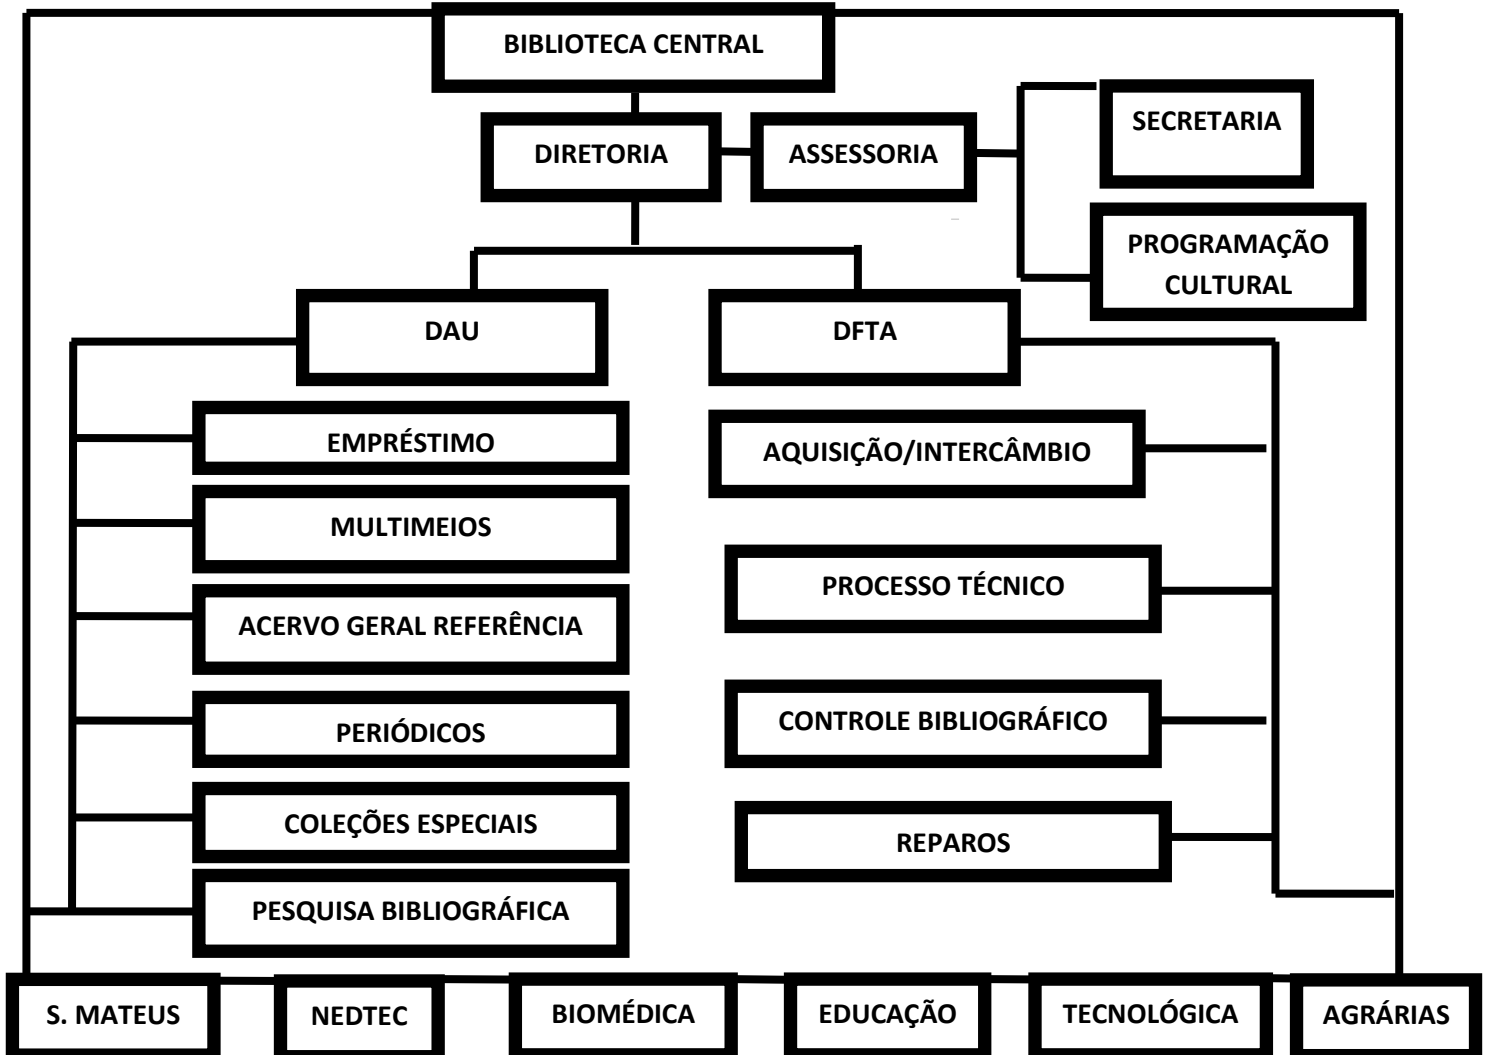 BIBLIOTECA CENTRAL
DIRETORIA
ASSESSORIA
SECRETARIA
PROGRAMAÇÃO
CULTURAL
DAU
DFTA
EMPRÉSTIMO
MULTIMEIOS
ACERVO GERAL REFERÊNCIA
PERIÓDICOS
COLEÇÕES ESPECIAIS
PESQUISA BIBLIOGRÁFICA
AQUISIÇÃO/INTERCÂMBIO
PROCESSO TÉCNICO
CONTROLE BIBLIOGRÁFICO
REPAROS
S. MATEUS
NEDTEC
BIOMÉDICA
EDUCAÇÃO
TECNOLÓGICA
AGRÁRIAS